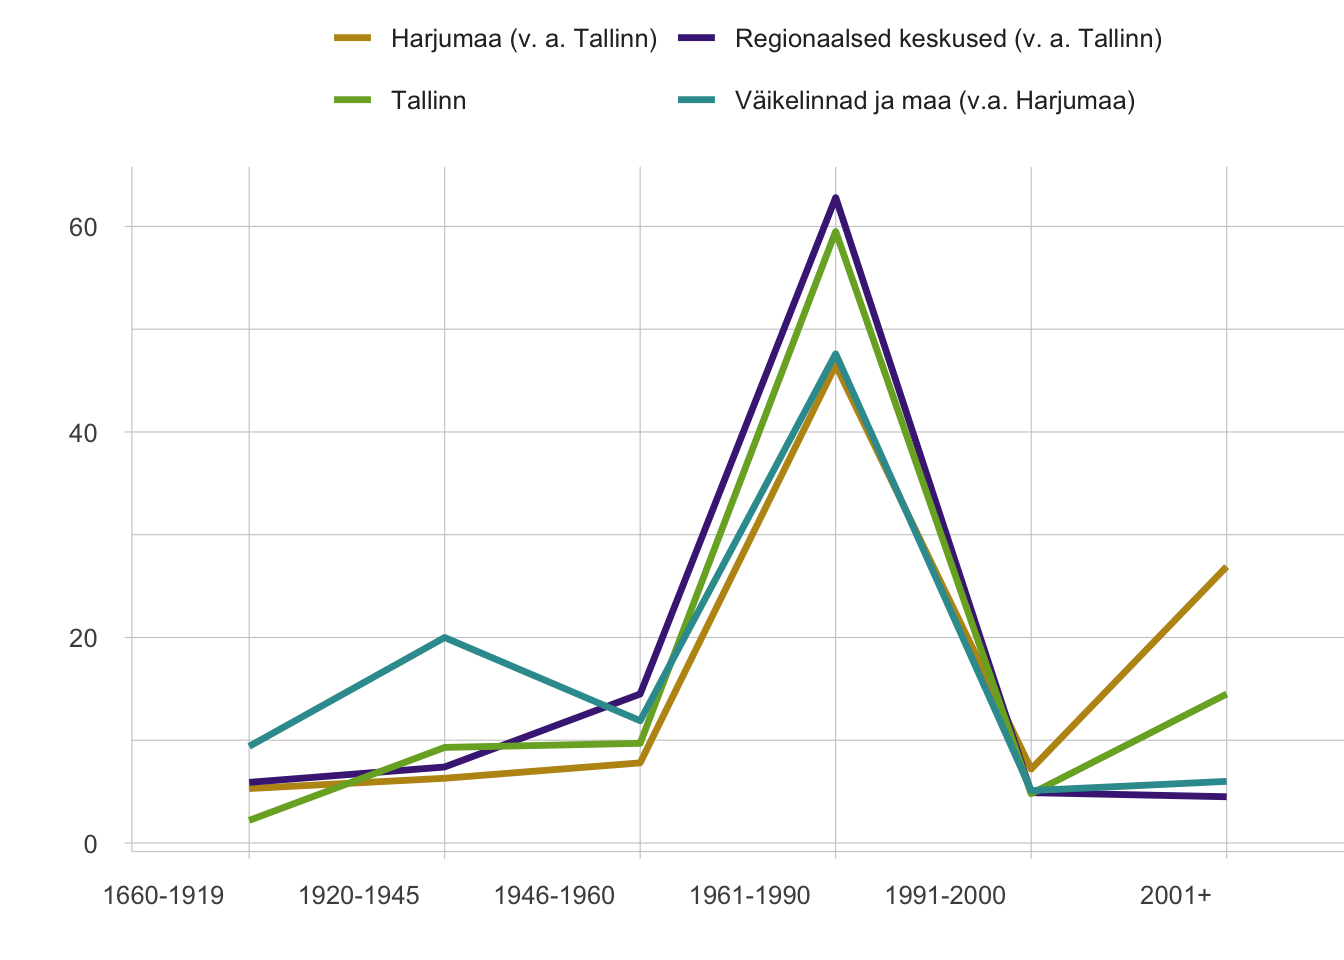 Harjumaa (v. a. Tallinn) Regionaalsed keskused (v. a. Tallinn)
Tallinn Väikelinnad ja maa (v.a. Harjumaa)
60
40
20
0
1660-1919 1920-1945 1946-1960 1961-1990 1991-2000 2001+